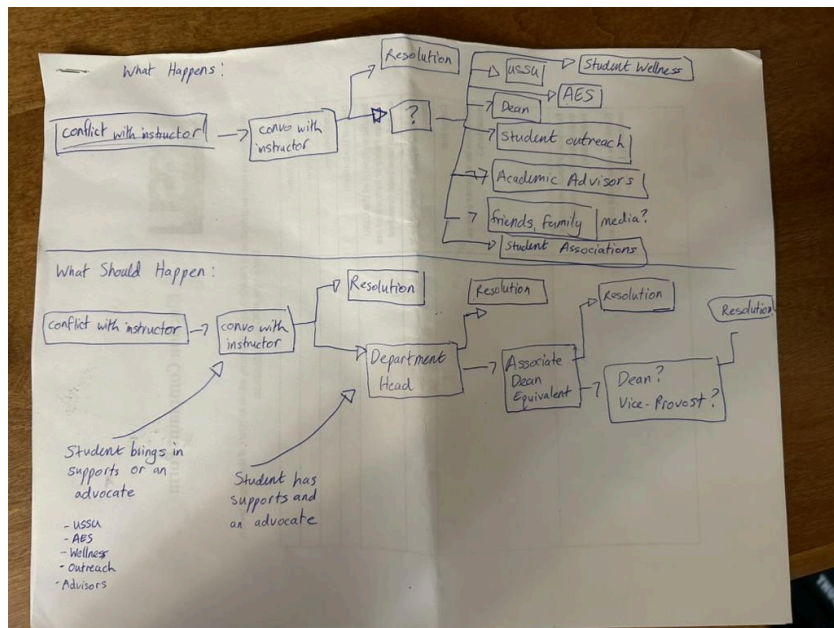 What Happens:
Resolution
USSU
Student Wellness
AES
conflict with instructor
convo with
instructor
?
Dean
Student outreach
Academic Advisors
friends, family
media?
Student Associations
What Should Happen:
Resolution
Resolution
Resolution
Resolution
conflict with instructor
convo with
instructor
Department
Head
Associate
Dean
Equivalent
Dean?
Vice-Provost?
Student brings in
supports or an
advocate
- USSU
- AES
- Wellness
- Outreach
- Advisors
Student has
supports and
an advocate